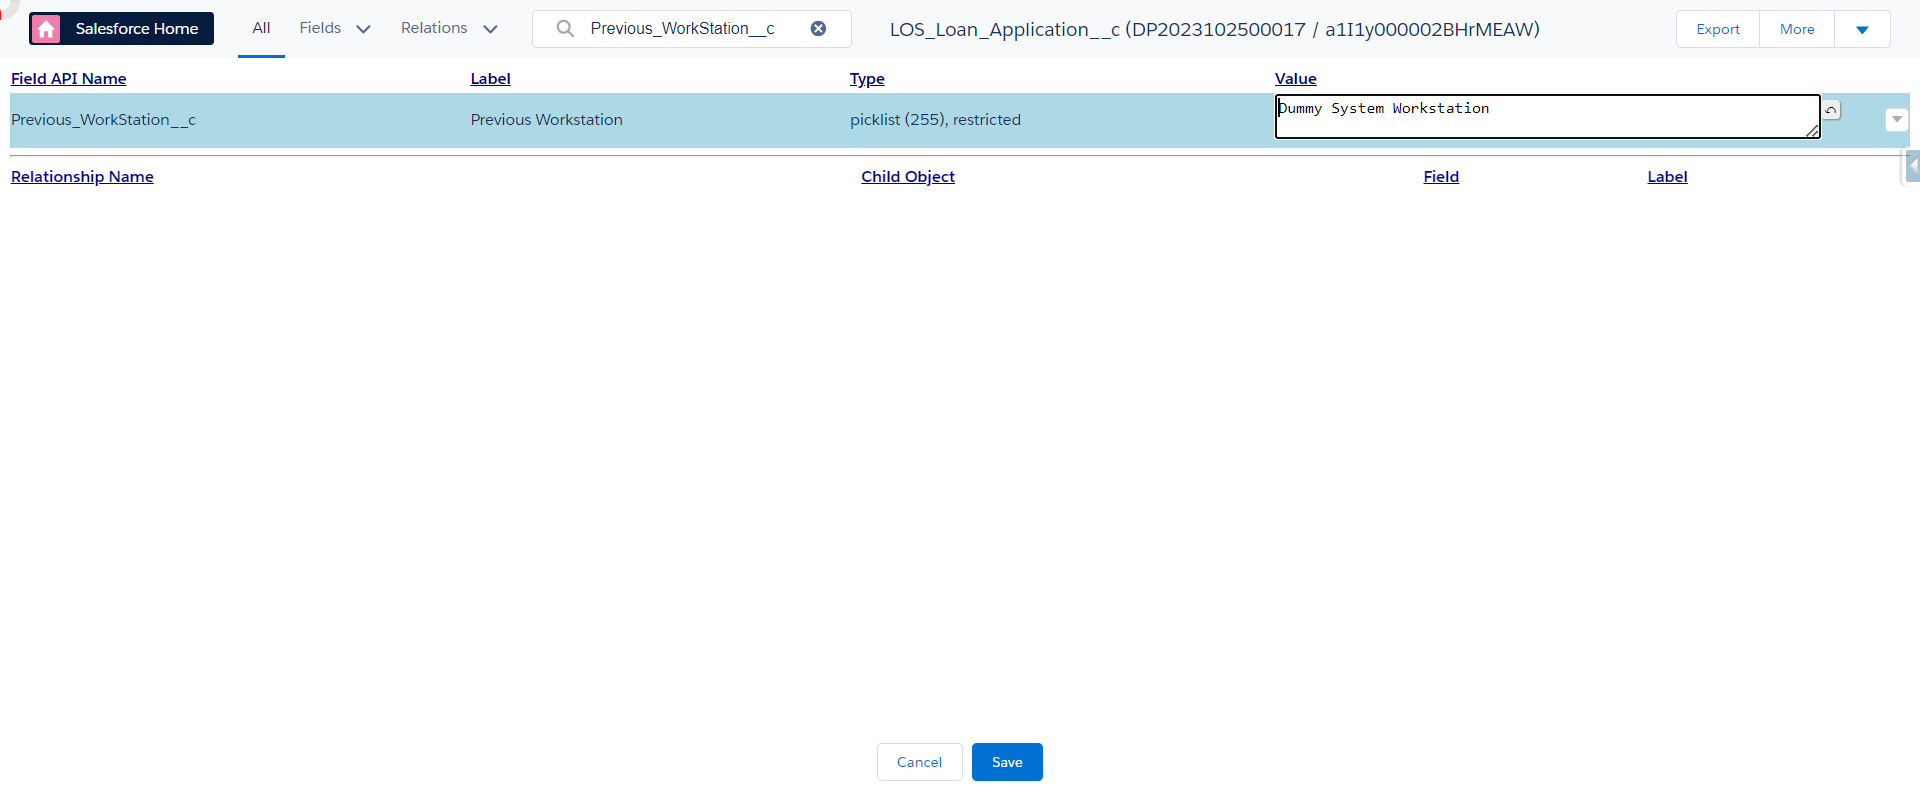 Salesforce Home All Fields Relations Previous_WorkStation__c LOS_Loan_Application__c (DP2023102500017 / a1I1y000002BHrMEAW) Export More
Field API Name Label Type Value
Previous_WorkStation__c Previous Workstation picklist (255), restricted Dummy System Workstation
Relationship Name Child Object Field Label
Cancel Save